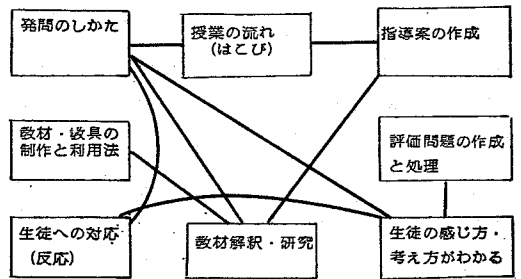 発問のしかた
授業の流れ
(はこび)
指導案の作成
教材・教具の
制作と利用法
評価問題の作成
と処理
生徒への対応
(反応)
教材解釈・研究
生徒の感じ方・
考え方がわかる